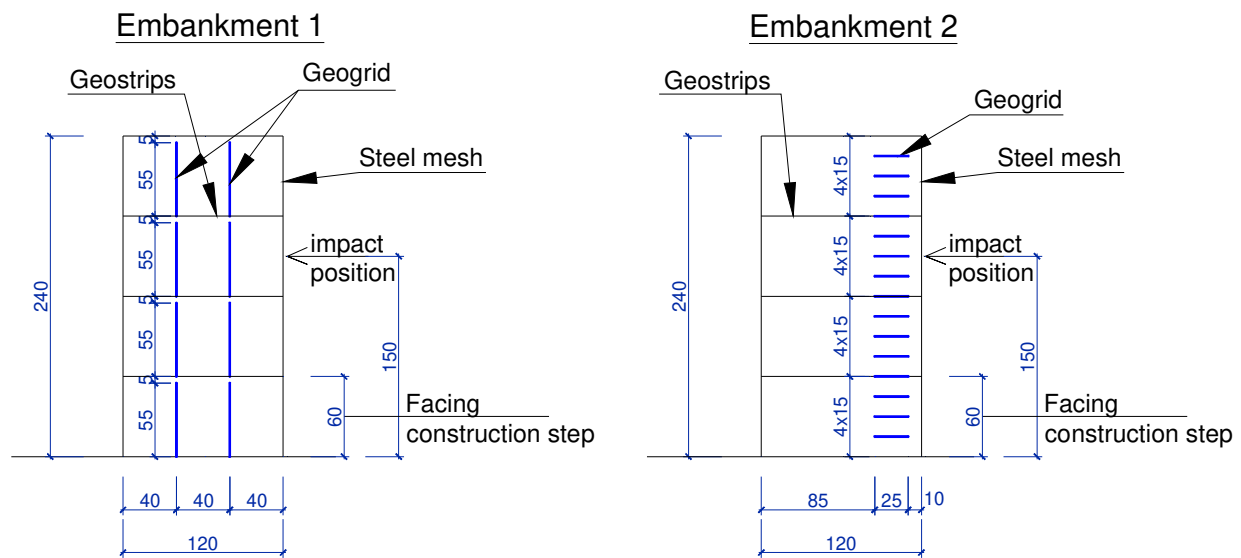 Embankment 1
Geostrips
Geogrid
Steel mesh
impact
position
Facing
construction step
5
55
5
55
5
55
5
55
240
150
60
40
40
40
120
Embankment 2
Geostrips
Geogrid
Steel mesh
impact
position
Facing
construction step
4x15
4x15
4x15
4x15
240
150
60
85
25
10
120